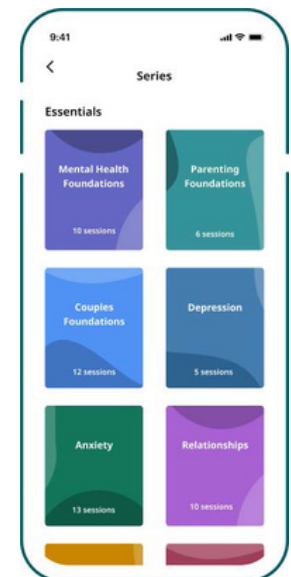 9:41
Series
Essentials
Mental Health
Foundations
10 sessions
Parenting
Foundations
6 sessions
Couples
Foundations
12 sessions
Depression
5 sessions
Anxiety
13 sessions
Relationships
10 sessions